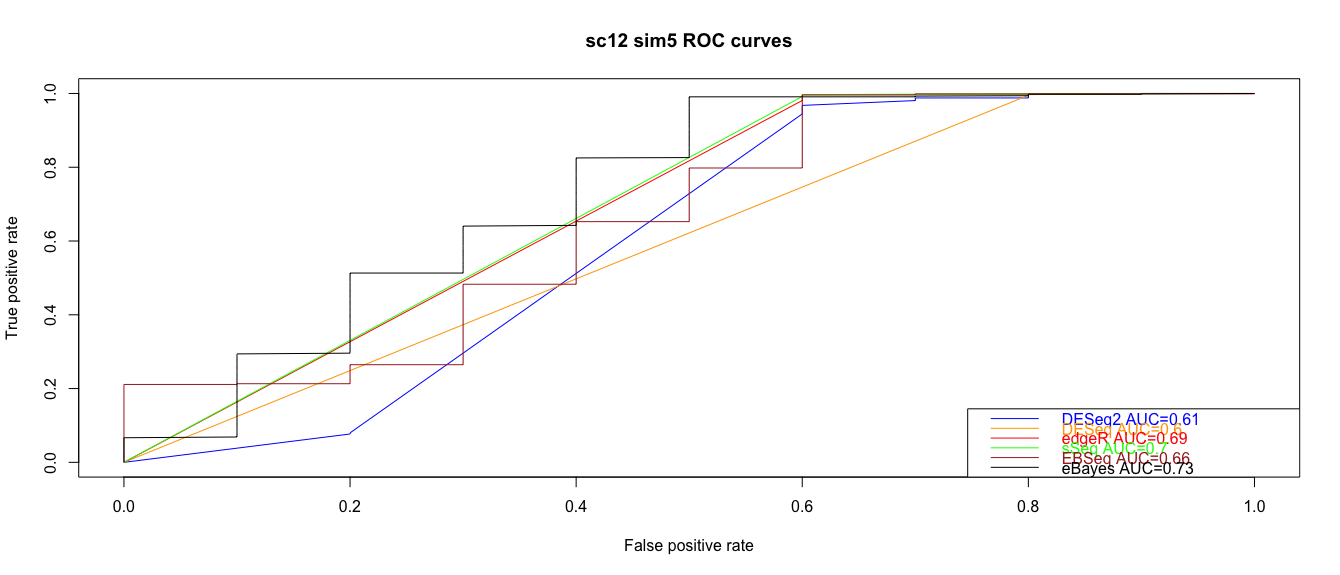 sc12 sim5 ROC curves
True positive rate
1.0
0.8
0.6
0.4
0.2
0.0
DESeq2 AUC=0.61
DESeq AUC=0.6
edgeR AUC=0.69
sSeq AUC=0.7
EBSeq AUC=0.66
eBayes AUC=0.73
0.0 0.2 0.4 0.6 0.8 1.0
False positive rate